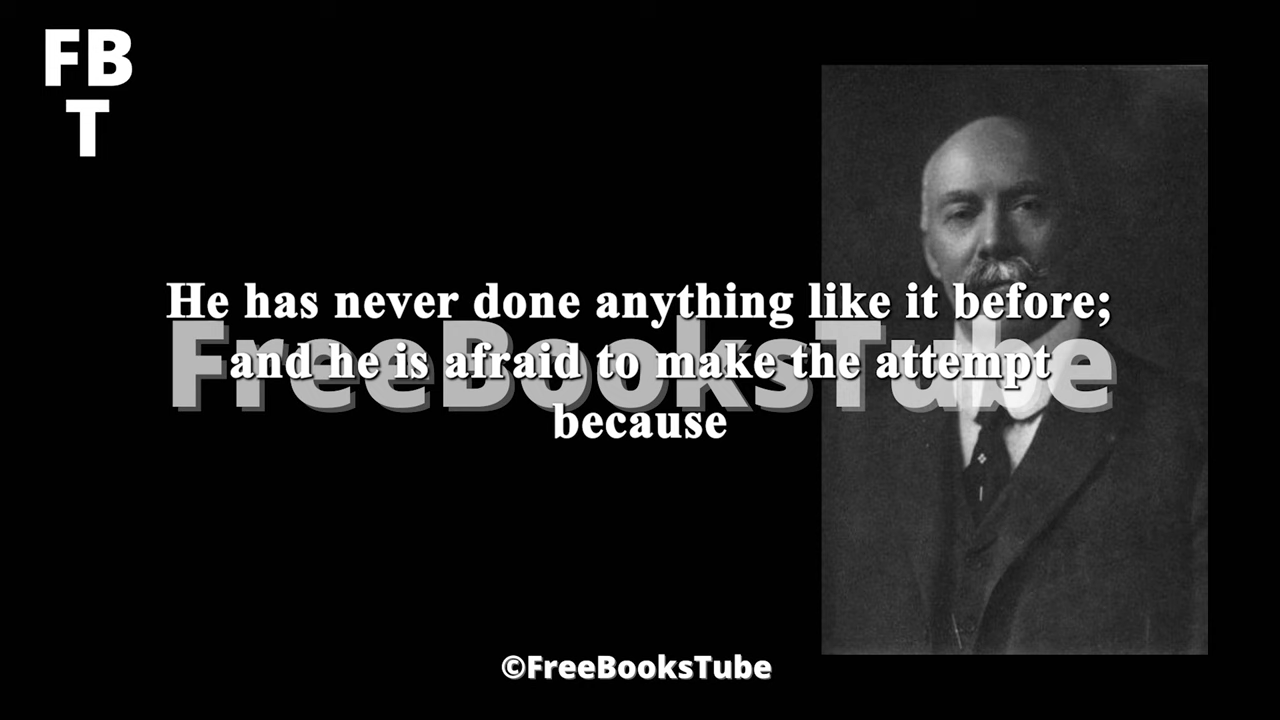 FB
T
He has never done anything like it before;
FreeBooksTube
and he is afraid to make the attempt
because
©FreeBooksTube